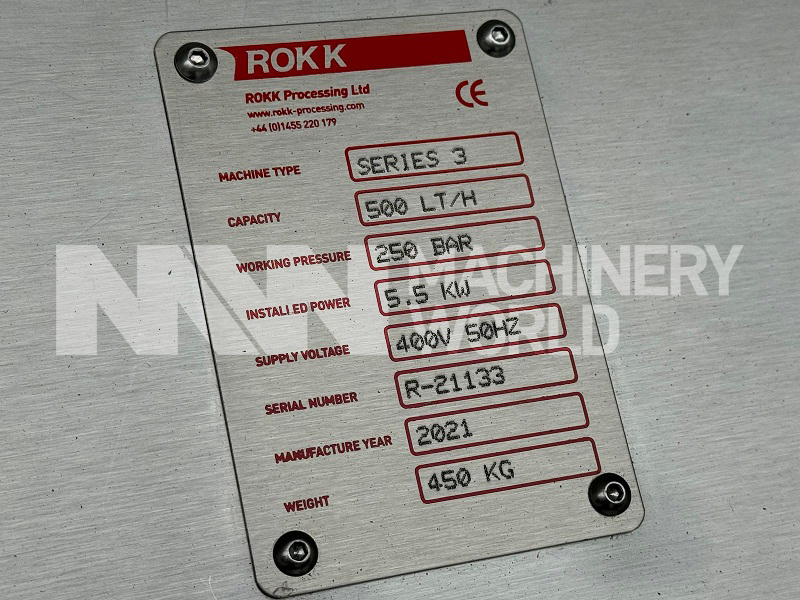 ROKK
ROKK Processing Ltd
www.rokk-processing.com
+44 (0)1455 220 179
CE
MACHINE TYPE SERIES 3
CAPACITY 500 LT/H
WORKING PRESSURE 250 BAR
INSTALLED POWER 5.5 KW
SUPPLY VOLTAGE 400V 50HZ
SERIAL NUMBER R-21133
MANUFACTURE YEAR 2021
WEIGHT 450 KG
MW MACHINERY
WORLD